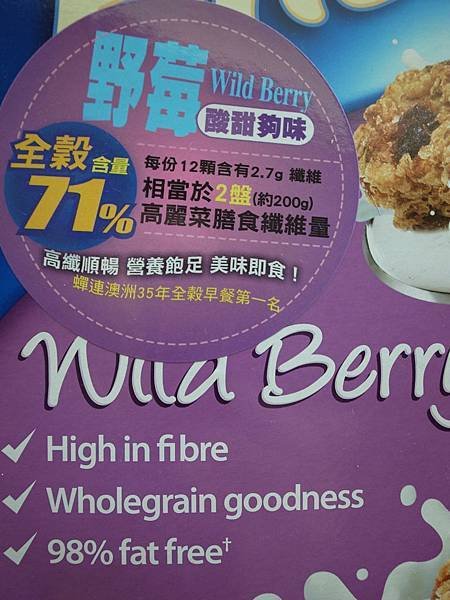 野莓
Wild Berry
酸甜夠味
全穀含量
71%
每份12顆含有2.7g 纖維
相當於2盤(約200g)
高麗菜膳食纖維量
高纖順暢 營養飽足 美味即食！
蟬連澳洲35年全穀早餐第一名
Wild Berry
✓ High in fibre
✓ Wholegrain goodness
✓ 98% fat free†